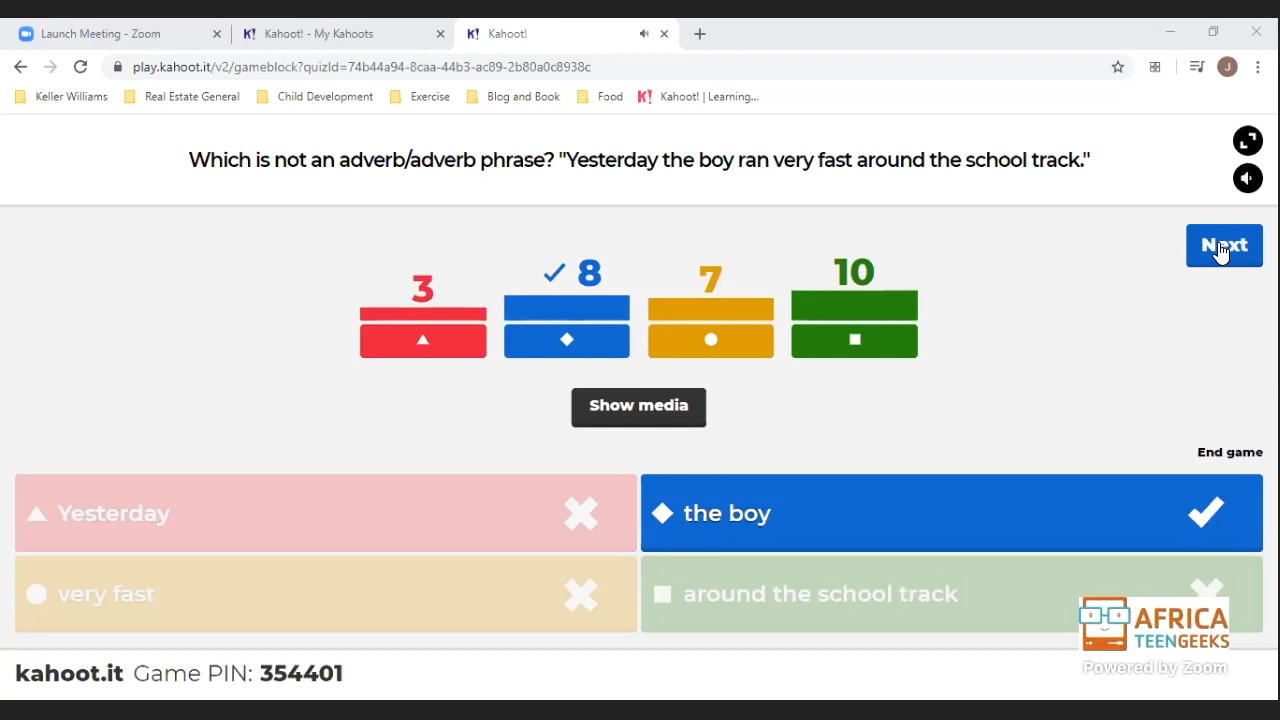 Launch Meeting - Zoom
K! Kahoot! - My Kahoots
K! Kahoot!
play.kahoot.it/v2/gameblock?quizId=74b44a94-8caa-44b3-ac89-2b80a0c8938c
J
Keller Williams
Real Estate General
Child Development
Exercise
Blog and Book
Food
K! Kahoot! | Learning...
Which is not an adverb/adverb phrase? "Yesterday the boy ran very fast around the school track."
Next
3
8
7
10
Show media
End game
Yesterday
the boy
very fast
around the school track
AFRICA
TEENGEEKS
Powered by Zoom
kahoot.it Game PIN: 354401